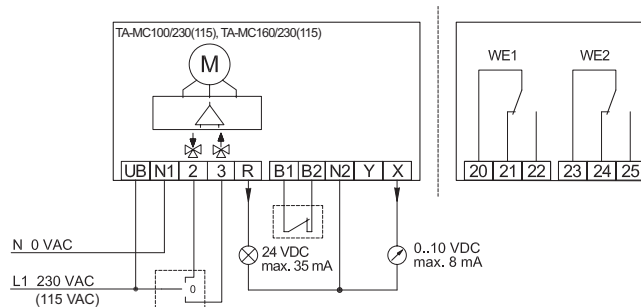 TA-MC100/230(115), TA-MC160/230(115)
M
WE1 WE2
UB N1 2 3 R B1 B2 N2 Y X
20 21 22 23 24 25
N 0 VAC
24 VDC
max. 35 mA
0..10 VDC
max. 8 mA
L1 230 VAC
(115 VAC)
0